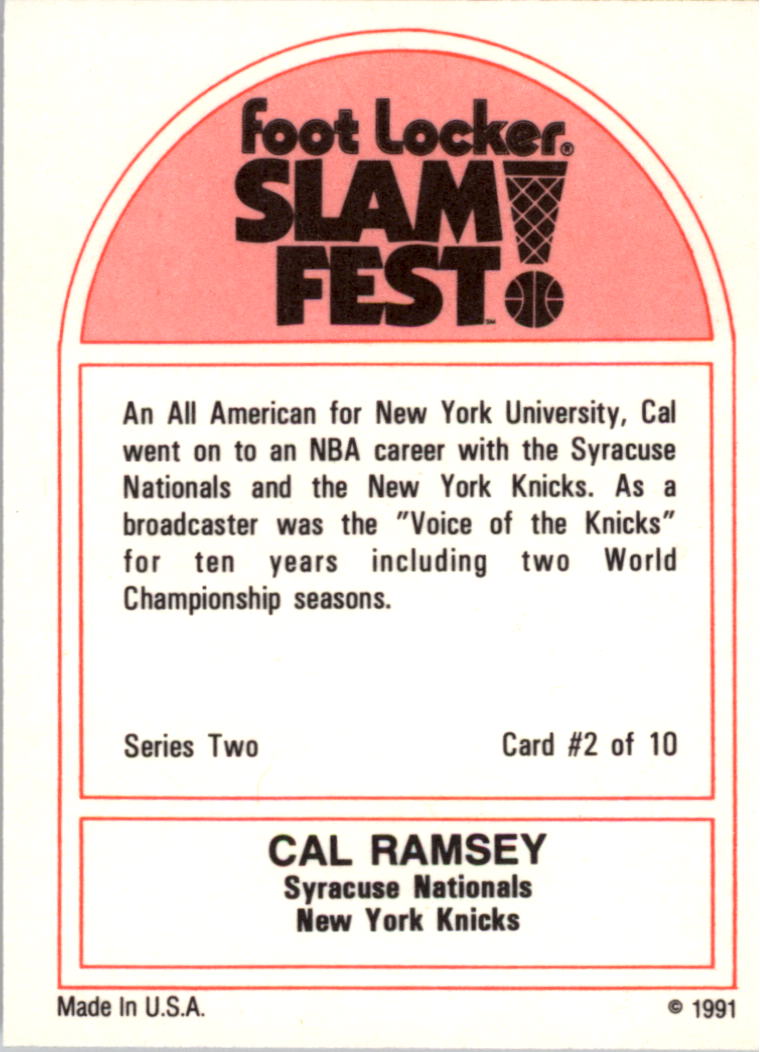 foot Locker®
SLAM
FEST!℠
An All American for New York University, Cal
went on to an NBA career with the Syracuse
Nationals and the New York Knicks. As a
broadcaster was the "Voice of the Knicks"
for ten years including two World
Championship seasons.
Series Two Card #2 of 10
CAL RAMSEY
Syracuse Nationals
New York Knicks
Made In U.S.A. © 1991